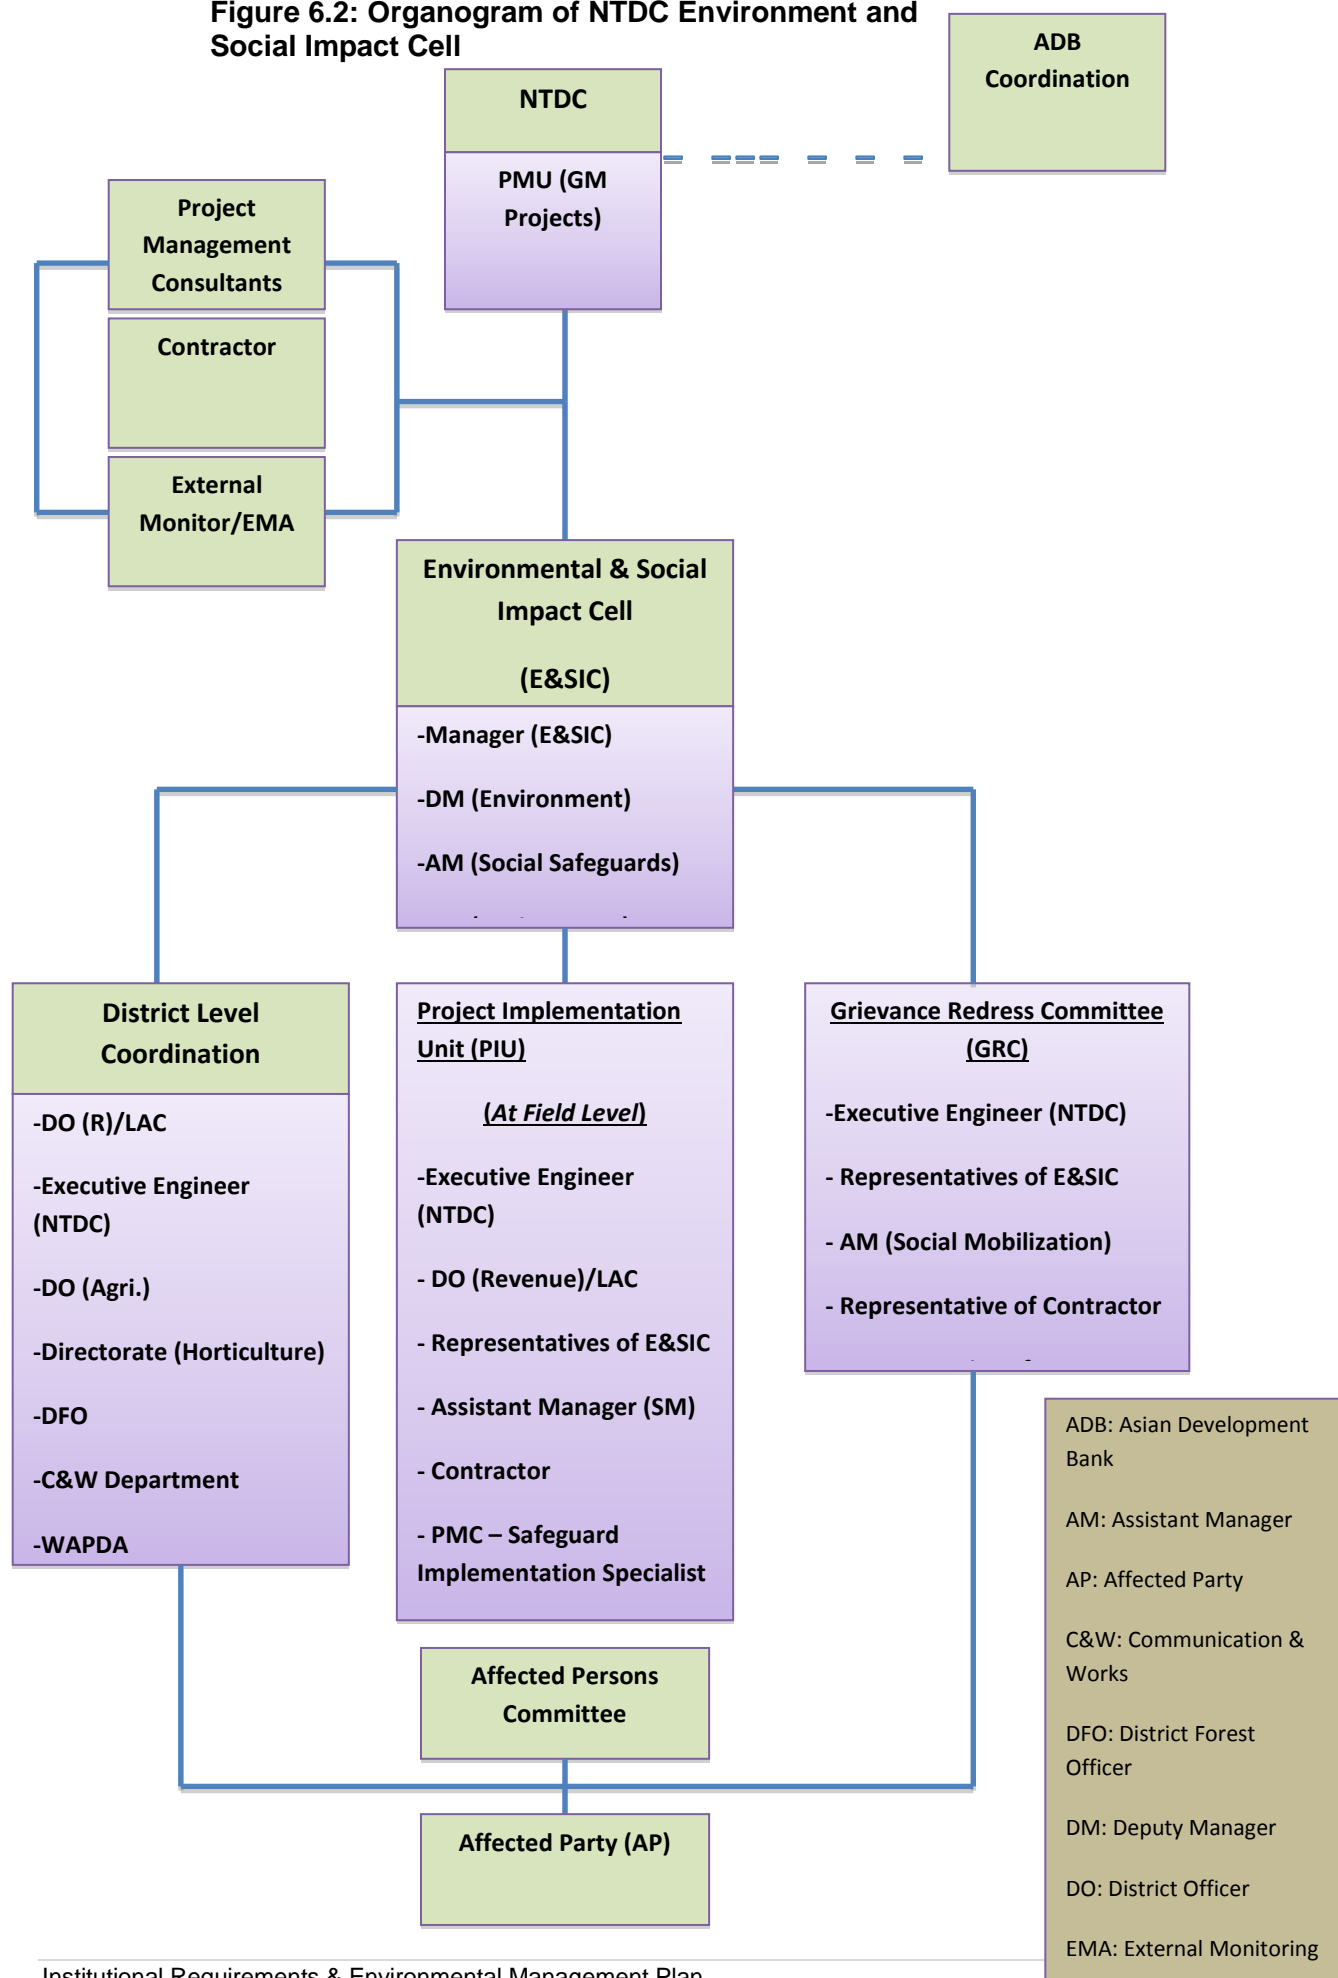 Figure 6.2: Organogram of NTDC Environment and
Social Impact Cell
ADB
Coordination
NTDC
PMU (GM
Projects)
Project
Management
Consultants
Contractor
External
Monitor/EMA
Environmental & Social
Impact Cell
(E&SIC)
-Manager (E&SIC)
-DM (Environment)
-AM (Social Safeguards)
District Level
Coordination
-DO (R)/LAC
-Executive Engineer
(NTDC)
-DO (Agri.)
-Directorate (Horticulture)
-DFO
-C&W Department
-WAPDA
Project Implementation
Unit (PIU)
(At Field Level)
-Executive Engineer
(NTDC)
- DO (Revenue)/LAC
- Representatives of E&SIC
- Assistant Manager (SM)
- Contractor
- PMC – Safeguard
Implementation Specialist
Grievance Redress Committee
(GRC)
-Executive Engineer (NTDC)
- Representatives of E&SIC
- AM (Social Mobilization)
- Representative of Contractor
Affected Persons
Committee
Affected Party (AP)
ADB: Asian Development
Bank
AM: Assistant Manager
AP: Affected Party
C&W: Communication &
Works
DFO: District Forest
Officer
DM: Deputy Manager
DO: District Officer
EMA: External Monitoring
Institutional Requirements & Environmental Management Plan